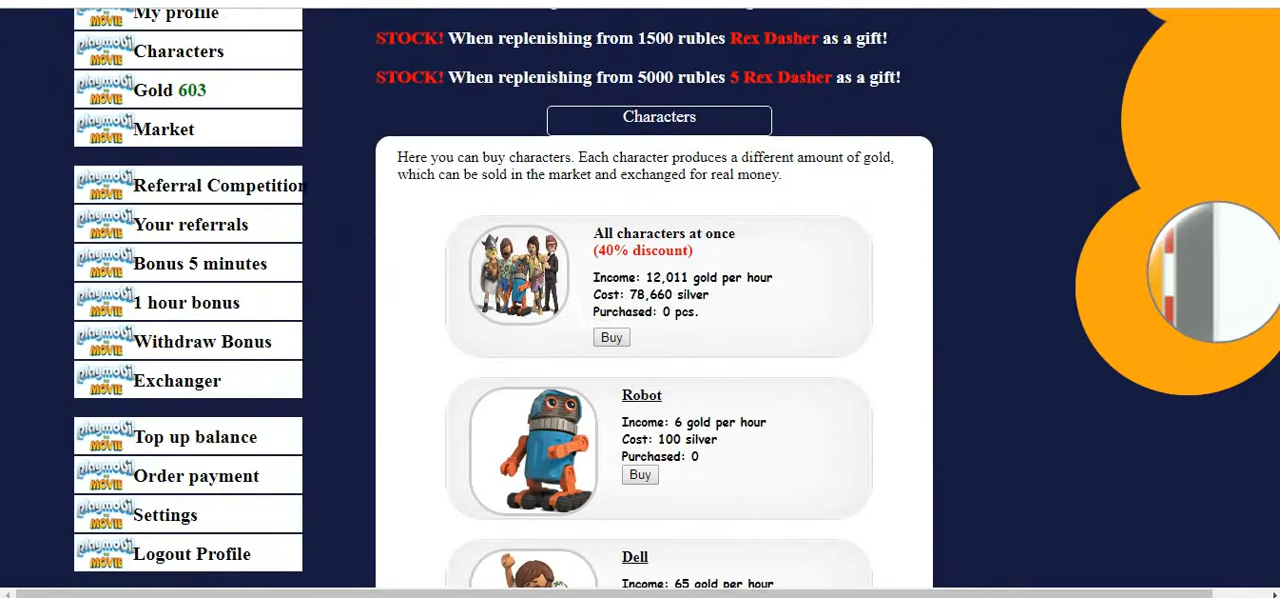 My profile
Characters
Gold 603
Market
Referral Competition
Your referrals
Bonus 5 minutes
1 hour bonus
Withdraw Bonus
Exchanger
Top up balance
Order payment
Settings
Logout Profile
STOCK! When replenishing from 1500 rubles Rex Dasher as a gift!
STOCK! When replenishing from 5000 rubles 5 Rex Dasher as a gift!
Characters
Here you can buy characters. Each character produces a different amount of gold,
which can be sold in the market and exchanged for real money.
All characters at once
(40% discount)
Income: 12,011 gold per hour
Cost: 78,660 silver
Purchased: 0 pcs.
Buy
Robot
Income: 6 gold per hour
Cost: 100 silver
Purchased: 0
Buy
Dell
Income: 65 gold per hour